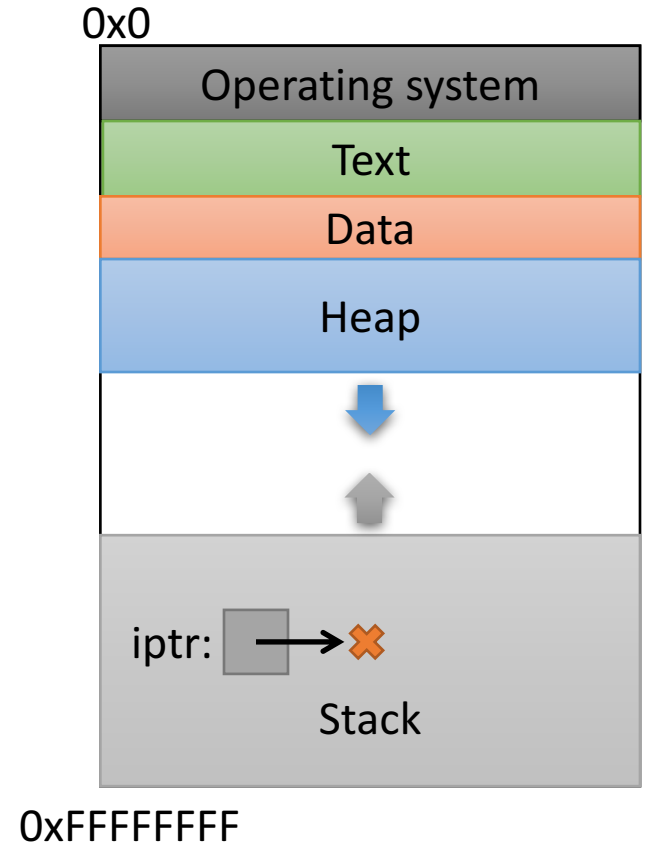 0x0
Operating system
Text
Data
Heap
iptr:
Stack
0xFFFFFFFF